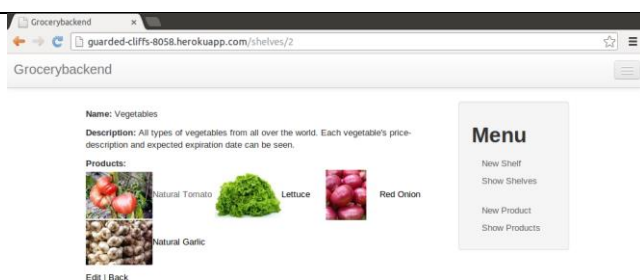 Grocerybackend
guarded-cliffs-8058.herokuapp.com/shelves/2
Grocerybackend
Name: Vegetables
Description: All types of vegetables from all over the world. Each vegetable's price-
description and expected expiration date can be seen.
Products:
Natural Tomato Lettuce Red Onion
Natural Garlic
Edit | Back
Menu
New Shelf
Show Shelves
New Product
Show Products